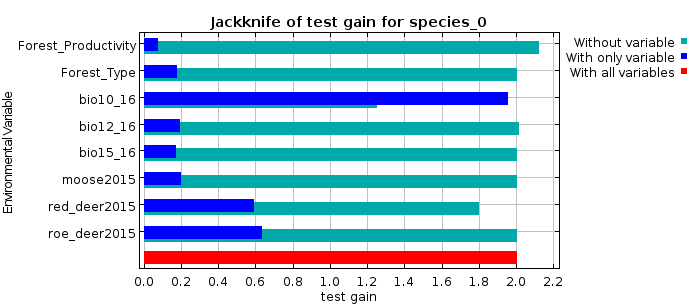 Jackknife of test gain for species_0
Environmental Variable
Forest_Productivity
Forest_Type
bio10_16
bio12_16
bio15_16
moose2015
red_deer2015
roe_deer2015
0.0 0.2 0.4 0.6 0.8 1.0 1.2 1.4 1.6 1.8 2.0 2.2
test gain
Without variable
With only variable
With all variables